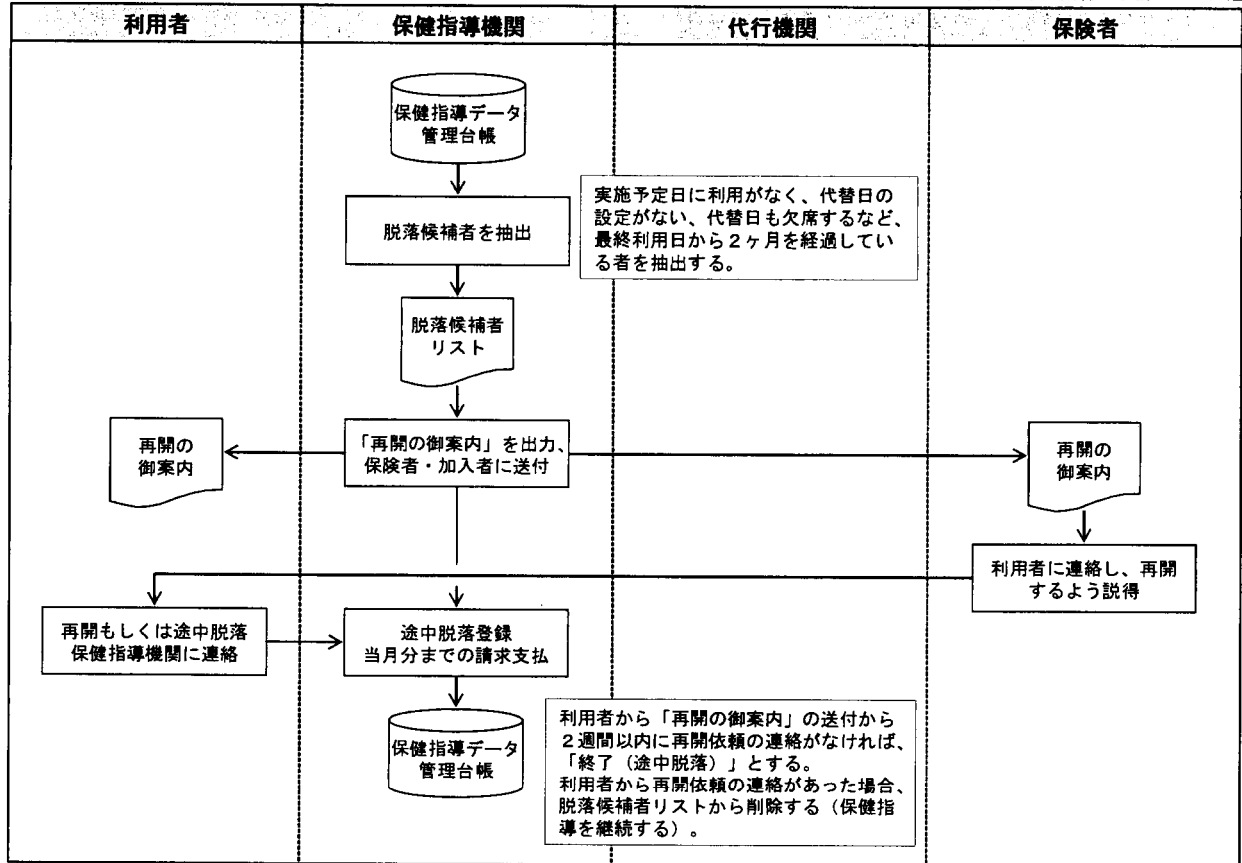 利用者
保健指導機関
代行機関
保険者
保健指導データ
管理台帳
脱落候補者を抽出
実施予定日に利用がなく、代替日の
設定がない、代替日も欠席するなど、
最終利用日から２ヶ月を経過してい
る者を抽出する。
脱落候補者
リスト
再開の
御案内
「再開の御案内」を出力、
保険者・加入者に送付
再開の
御案内
利用者に連絡し、再開
するよう説得
再開もしくは途中脱落
保健指導機関に連絡
途中脱落登録
当月分までの請求支払
保健指導データ
管理台帳
利用者から「再開の御案内」の送付から
２週間以内に再開依頼の連絡がなければ、
「終了（途中脱落）」とする。
利用者から再開依頼の連絡があった場合、
脱落候補者リストから削除する（保健指
導を継続する）。